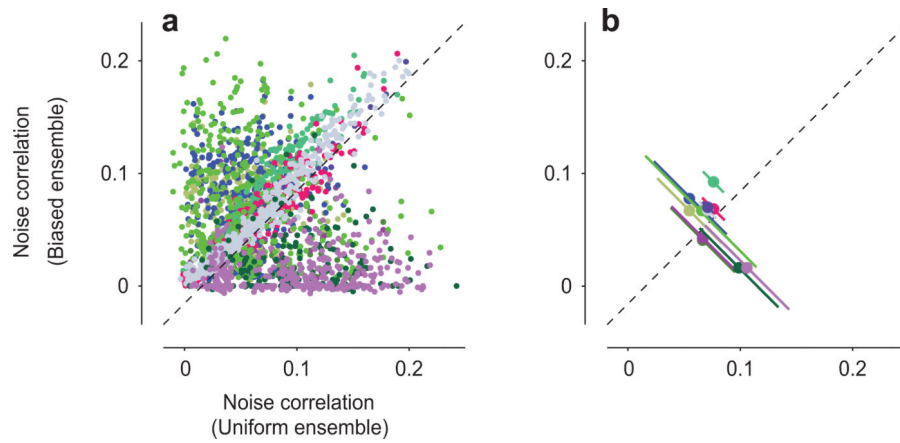 a
b
0.2
0.1
0
Noise correlation
(Biased ensemble)
0
0.1
0.2
Noise correlation
(Uniform ensemble)
0.2
0.1
0
0
0.1
0.2